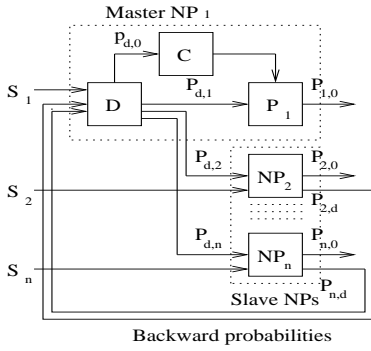 Master NP 1
p d,0
C
S 1
D
P d,1
P 1
P 1,0
P d,2
S 2
NP 2
P 2,0
P 2,d
P d,n
S n
NP n
P n,0
P n,d
Slave NPs
Backward probabilities